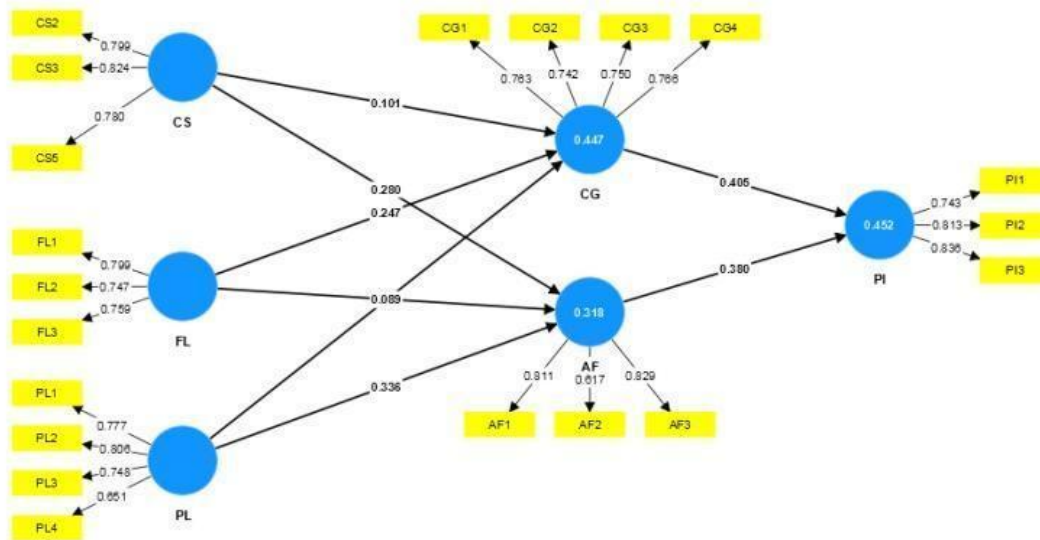 CS2
CS3
CS5
0.799
0.824
0.780
CS
FL1
FL2
FL3
0.799
0.747
0.759
FL
PL1
PL2
PL3
PL4
0.777
0.806
0.748
0.651
PL
0.101
0.280
0.247
0.089
0.336
CG1
CG2
CG3
CG4
0.763
0.742
0.750
0.766
0.447
CG
0.318
AF
0.811
0.617
0.829
AF1
AF2
AF3
0.405
0.380
0.452
PI
0.743
0.813
0.836
PI1
PI2
PI3